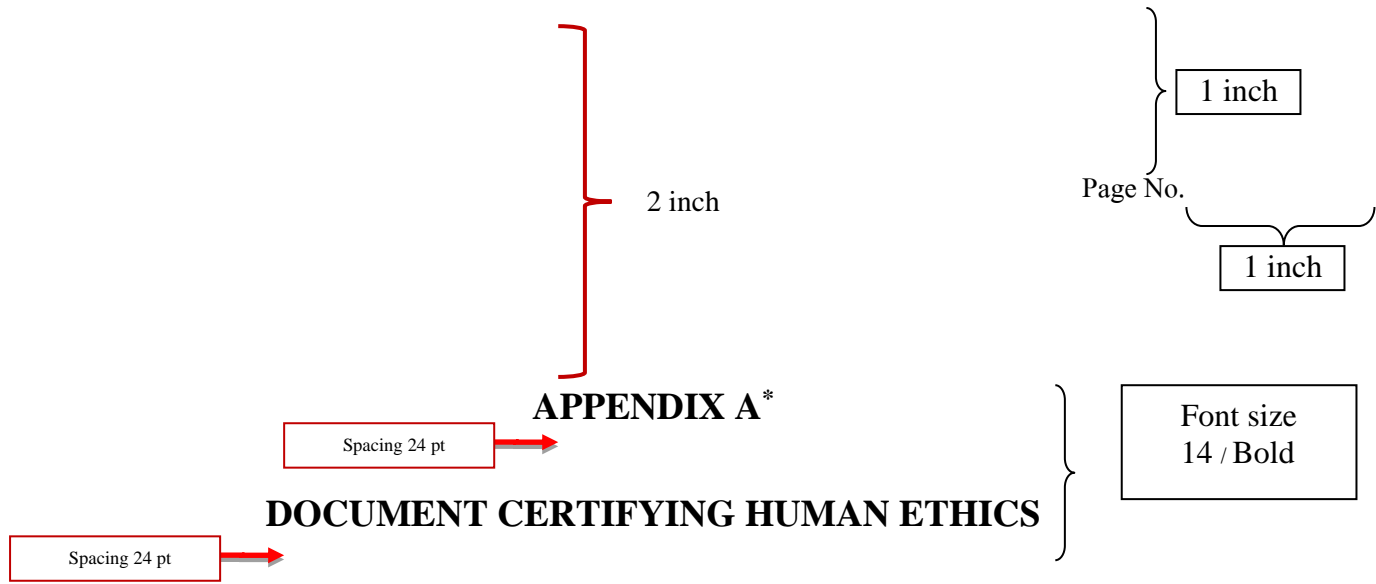 1 inch
Page No.
2 inch
1 inch
APPENDIX A*
Font size
14 / Bold
Spacing 24 pt
DOCUMENT CERTIFYING HUMAN ETHICS
Spacing 24 pt